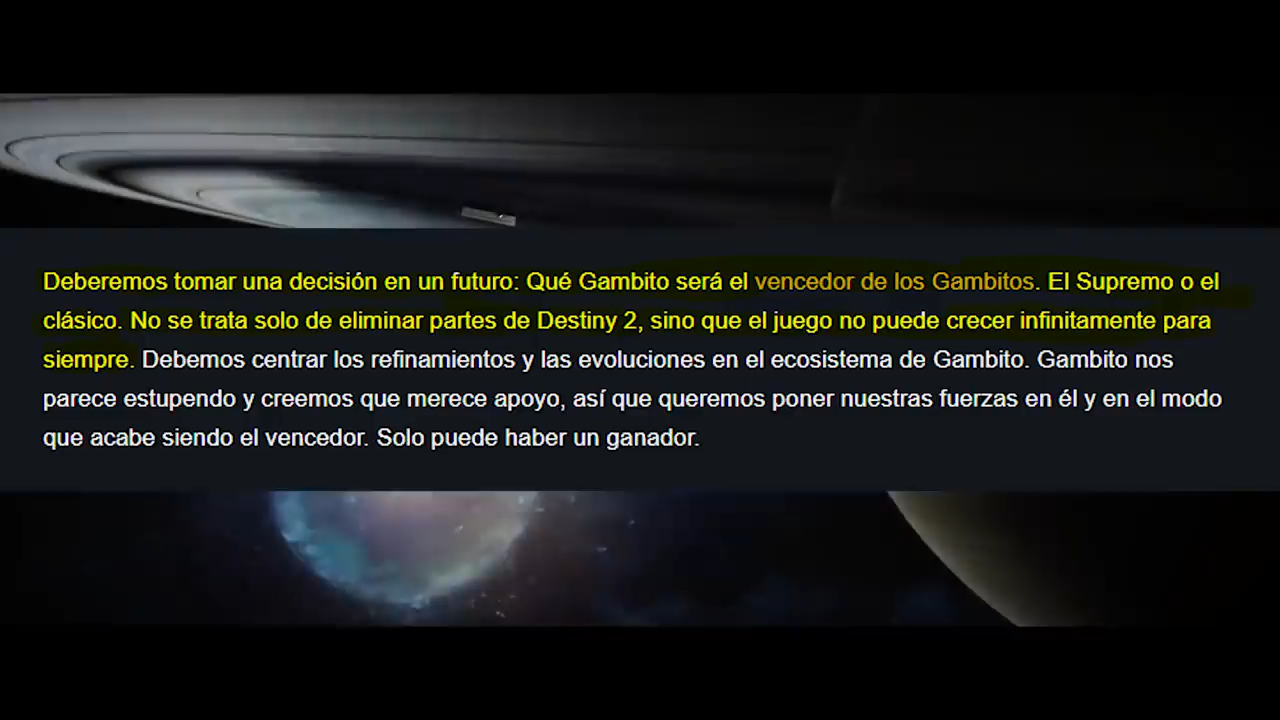 Deberemos tomar una decisión en un futuro: Qué Gambito será el vencedor de los Gambitos. El Supremo o el
clásico. No se trata solo de eliminar partes de Destiny 2, sino que el juego no puede crecer infinitamente para
siempre. Debemos centrar los refinamientos y las evoluciones en el ecosistema de Gambito. Gambito nos
parece estupendo y creemos que merece apoyo, así que queremos poner nuestras fuerzas en él y en el modo
que acabe siendo el vencedor. Solo puede haber un ganador.